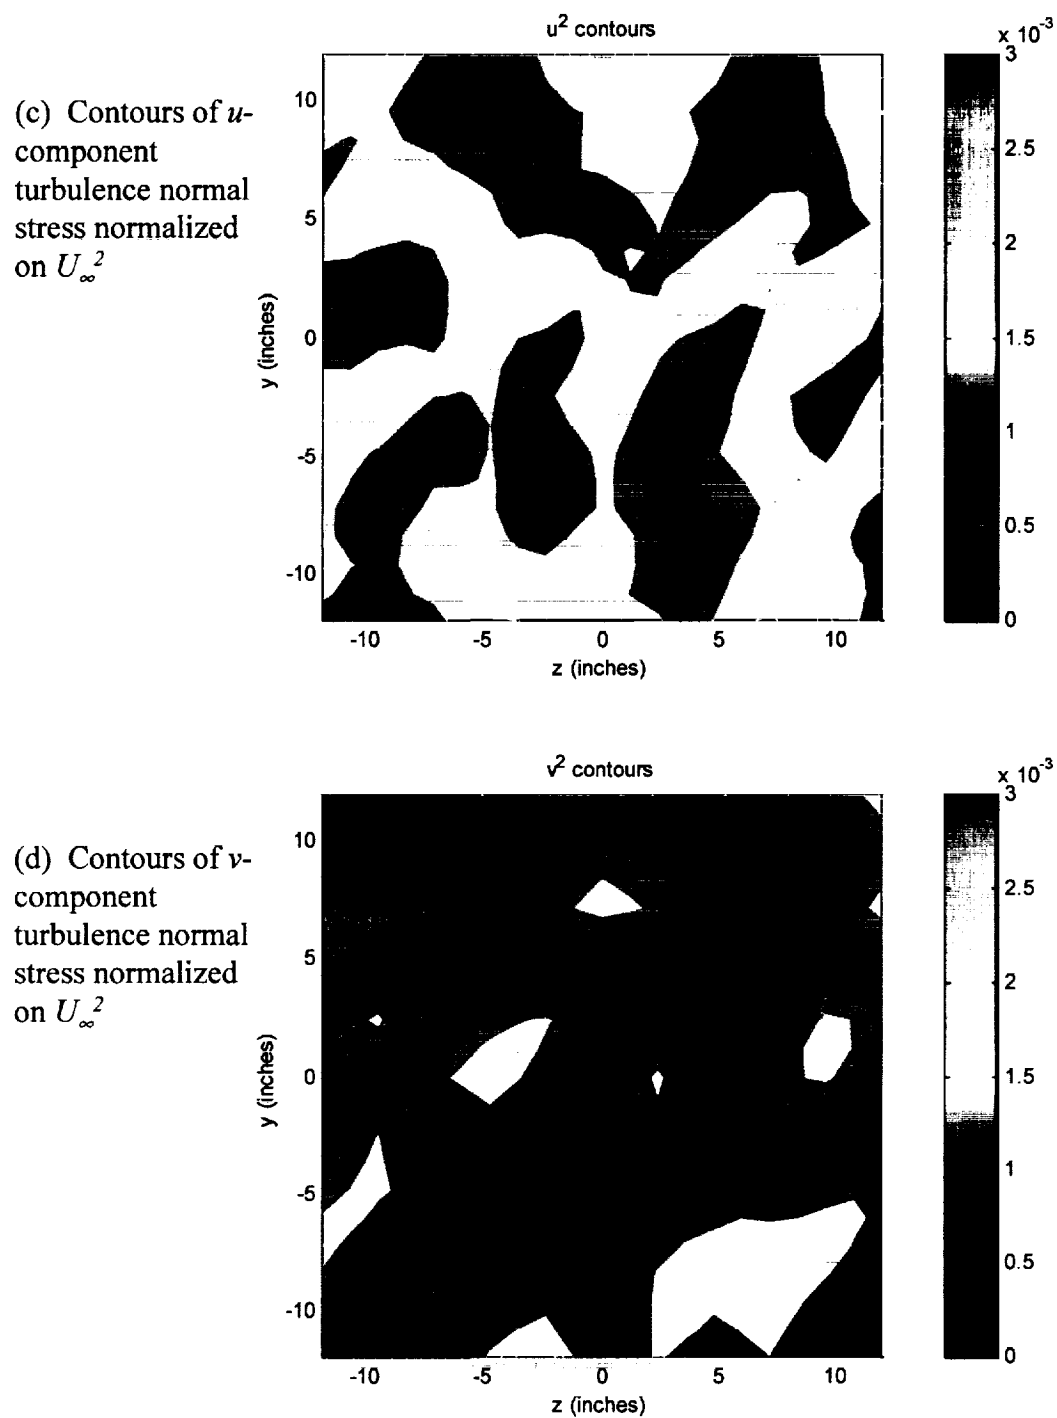 u² contours
x 10⁻³
(c) Contours of u-
component
turbulence normal
stress normalized
on U∞²
y (inches)
10
5
0
-5
-10
-10 -5 0 5 10
z (inches)
3
2.5
2
1.5
1
0.5
0
v² contours
x 10⁻³
(d) Contours of v-
component
turbulence normal
stress normalized
on U∞²
y (inches)
10
5
0
-5
-10
-10 -5 0 5 10
z (inches)
3
2.5
2
1.5
1
0.5
0